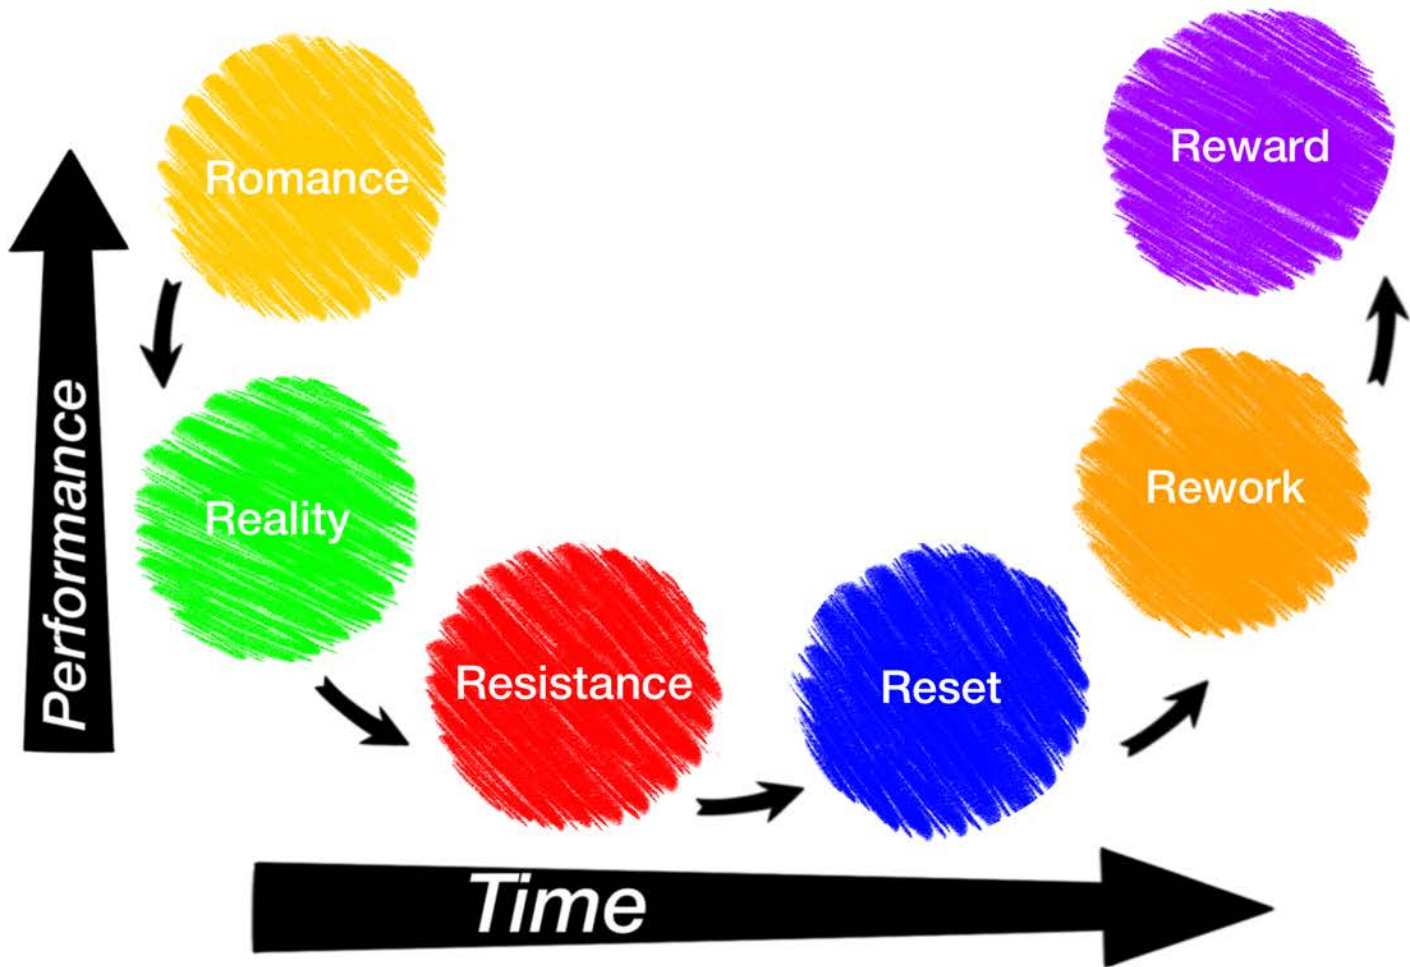 Romance
Reward
Performance
Reality
Rework
Resistance
Reset
Time